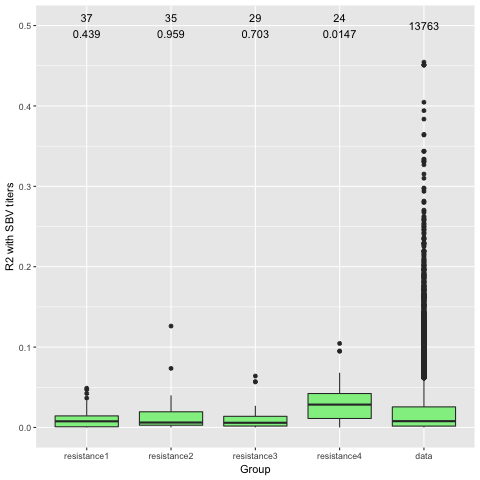 0.5
37 35 29 24
13763
0.439 0.959 0.703 0.0147
0.4
0.3
0.2
0.1
0.0
R2 with SBV titers
resistance1 resistance2 resistance3 resistance4 data
Group